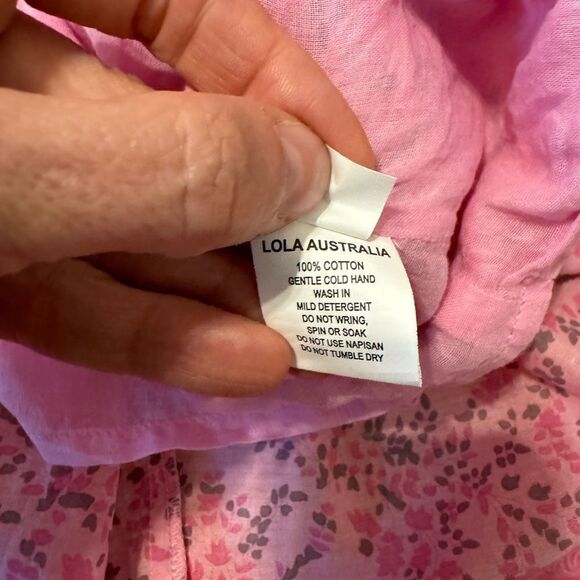 LOLA AUSTRALIA
100% COTTON
GENTLE COLD HAND
WASH IN
MILD DETERGENT
DO NOT WRING,
SPIN OR SOAK
DO NOT USE NAPISAN
DO NOT TUMBLE DRY